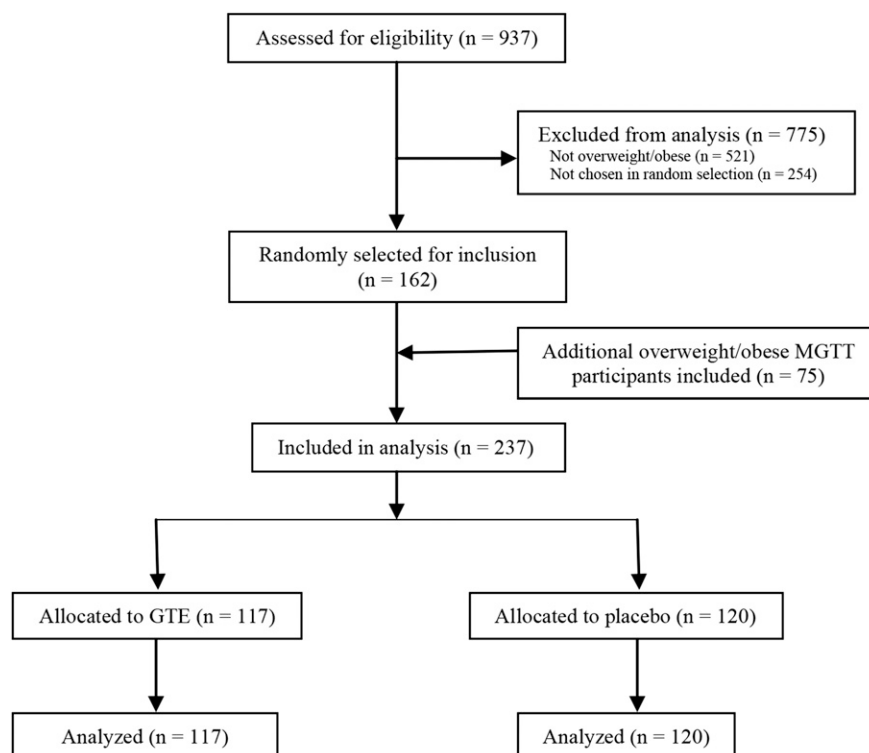 Assessed for eligibility (n = 937)
Excluded from analysis (n = 775)
Not overweight/obese (n = 521)
Not chosen in random selection (n = 254)
Randomly selected for inclusion
(n = 162)
Additional overweight/obese MGTT
participants included (n = 75)
Included in analysis (n = 237)
Allocated to GTE (n = 117)
Allocated to placebo (n = 120)
Analyzed (n = 117)
Analyzed (n = 120)